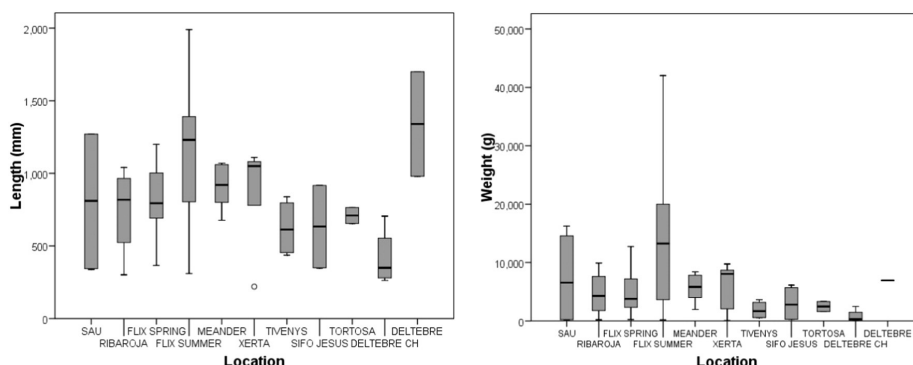 2,000
1,500
1,000
500
0
Length (mm)
SAU FLIX SPRING MEANDER TIVENYS TORTOSA DELTEBRE
RIBAROJA FLIX SUMMER XERTA SIFO JESUS DELTEBRE CH
Location
50,000
40,000
30,000
20,000
10,000
0
Weight (g)
SAU FLIX SPRING MEANDER TIVENYS TORTOSA DELTEBRE
RIBAROJA FLIX SUMMER XERTA SIFO JESUS DELTEBRE CH
Location